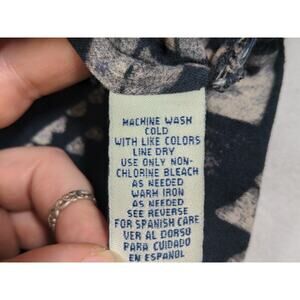 MACHINE WASH
COLD
WITH LIKE COLORS
LINE DRY
USE ONLY NON-
CHLORINE BLEACH
AS NEEDED
WARM IRON
AS NEEDED
SEE REVERSE
FOR SPANISH CARE
VER AL DORSO
PARA CUIDADO
EN ESPANOL